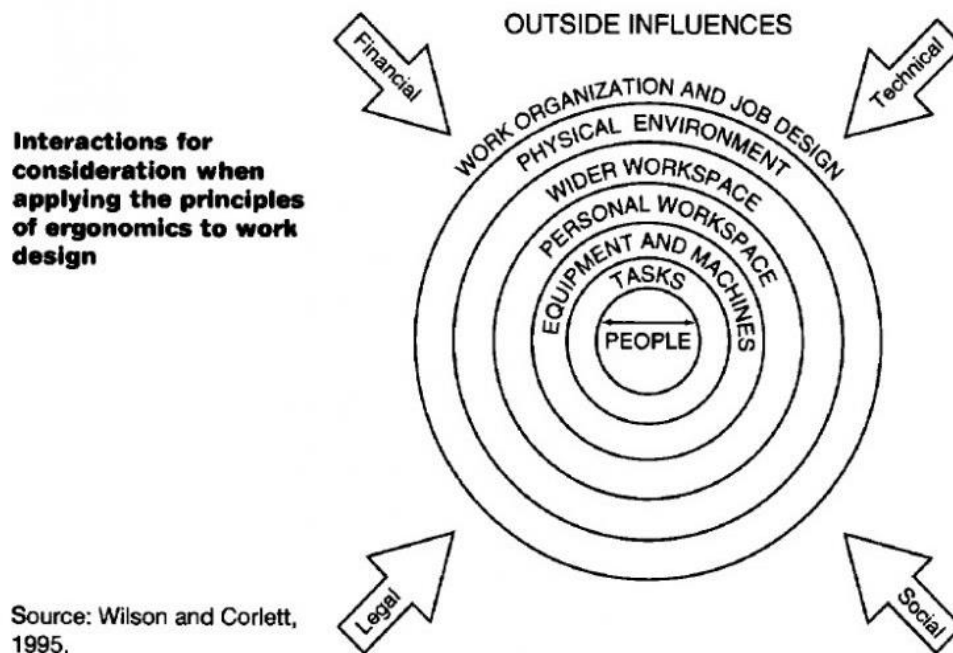 OUTSIDE INFLUENCES
Financial
Technical
Interactions for
consideration when
applying the principles
of ergonomics to work
design
WORK ORGANIZATION AND JOB DESIGN
PHYSICAL ENVIRONMENT
WIDER WORKSPACE
PERSONAL WORKSPACE
EQUIPMENT AND MACHINES
TASKS
PEOPLE
Legal
Social
Source: Wilson and Corlett,
1995.